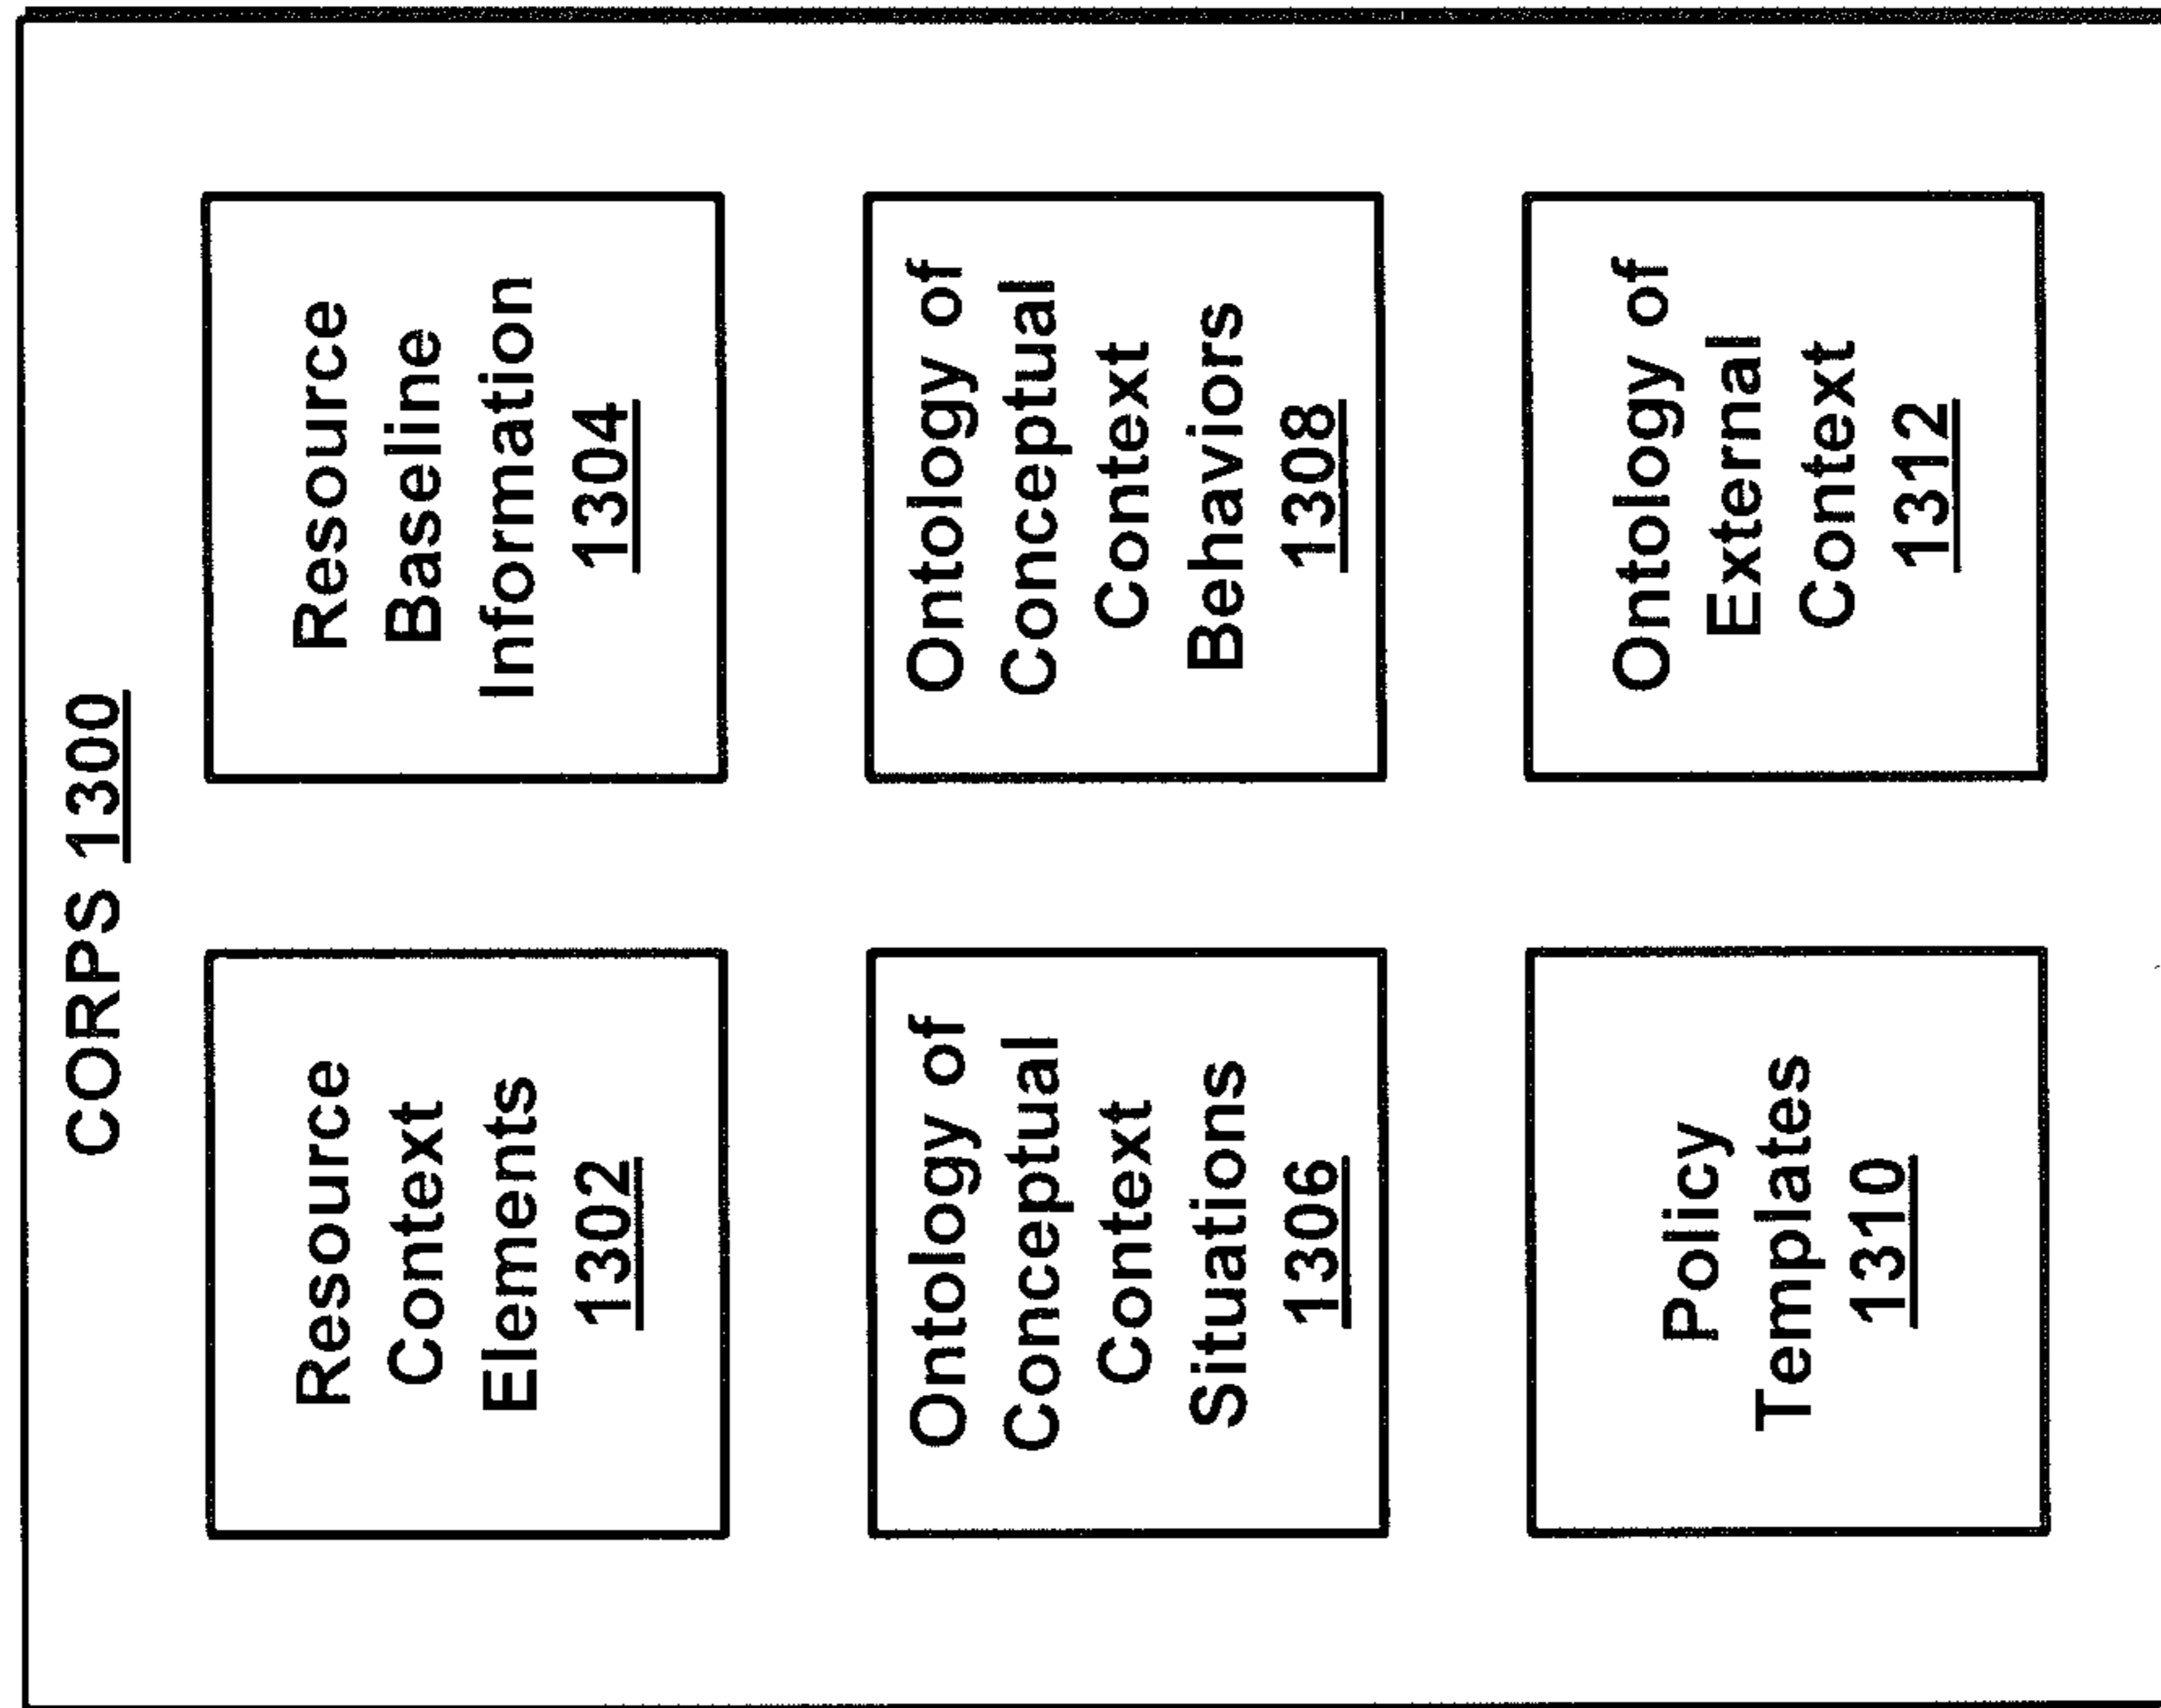 CORPS 1300
Resource
Context
Elements
1302
Resource
Baseline
Information
1304
Ontology of
Conceptual
Context
Situations
1306
Ontology of
Conceptual
Context
Behaviors
1308
Policy
Templates
1310
Ontology of
External
Context
1312